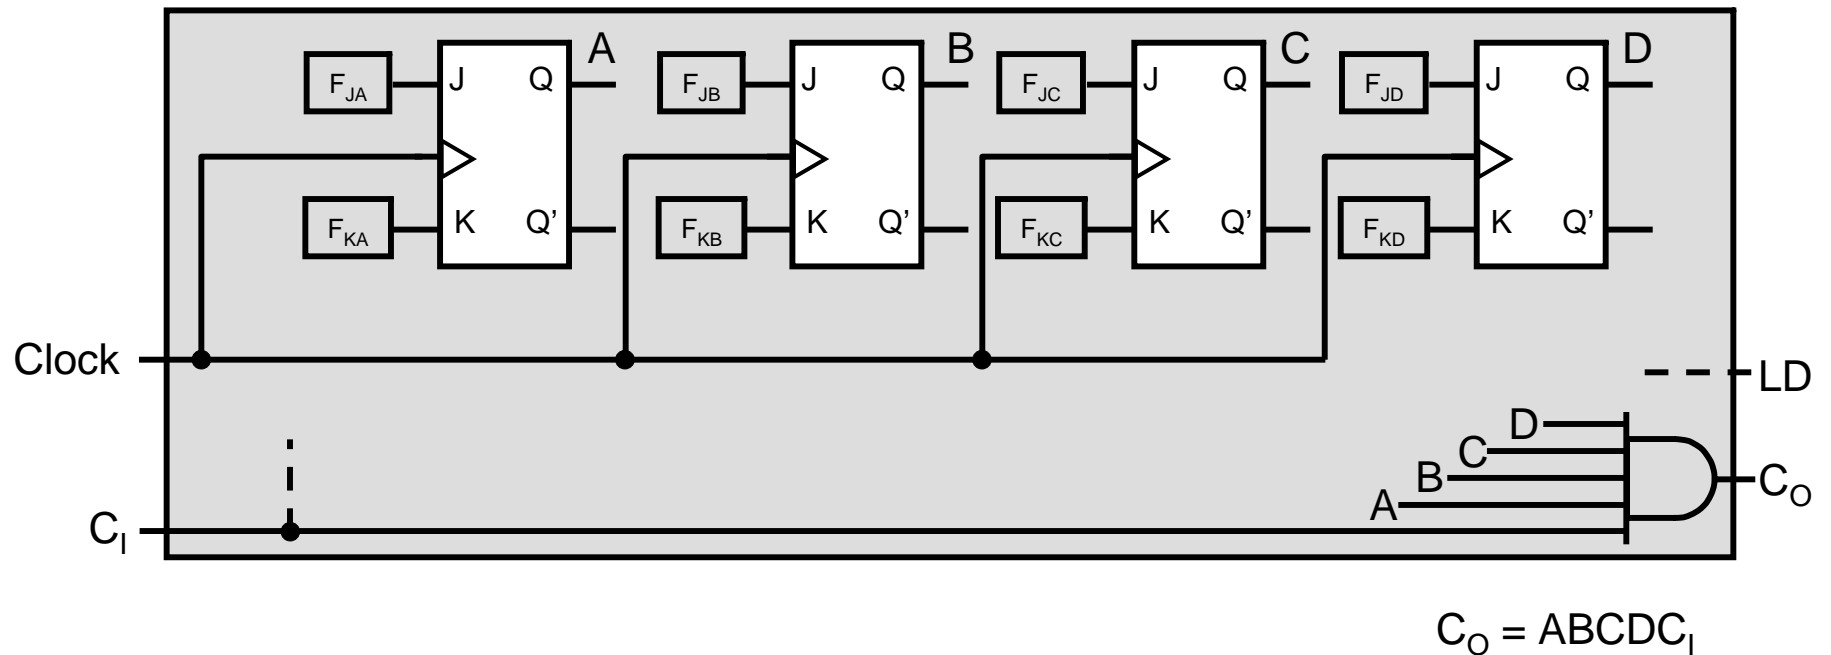 A B C D
F_JA J Q F_JB J Q F_JC J Q F_JD J Q
F_KA K Q’ F_KB K Q’ F_KC K Q’ F_KD K Q’
Clock
LD
D
C
B
C_O
A
C_I
C_O = ABCDC_I